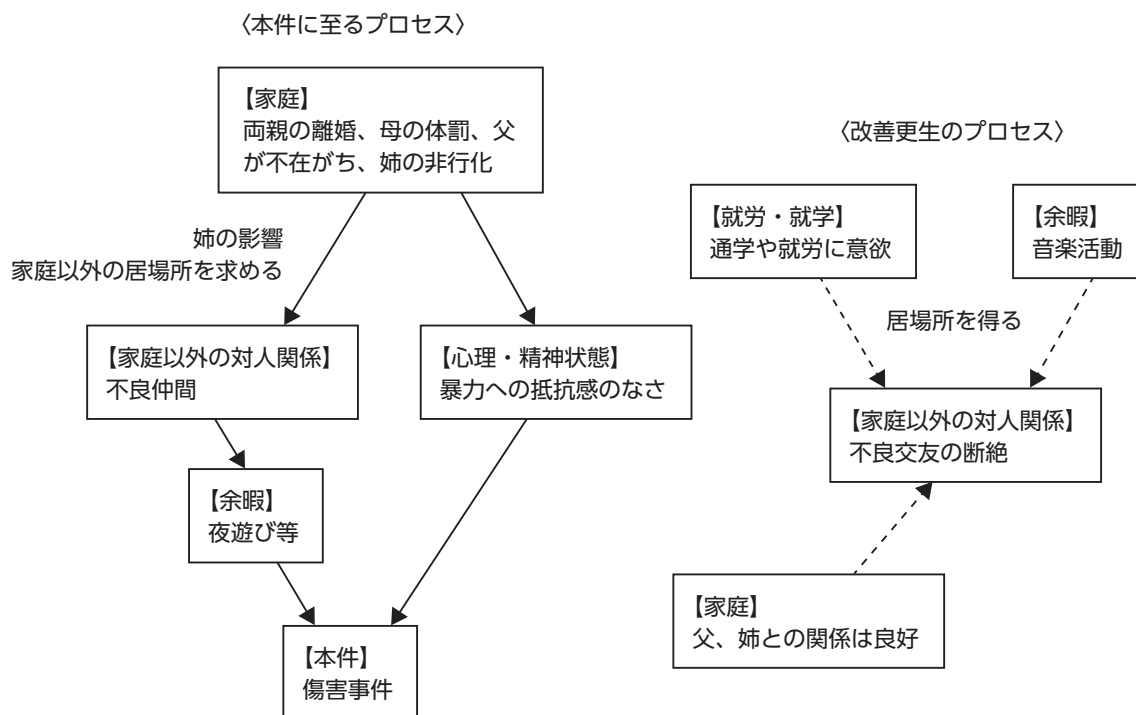 〈本件に至るプロセス〉
【家庭】
両親の離婚、母の体罰、父
が不在がち、姉の非行化
姉の影響
家庭以外の居場所を求める
【家庭以外の対人関係】
不良仲間
【心理・精神状態】
暴力への抵抗感のなさ
【余暇】
夜遊び等
【本件】
傷害事件
〈改善更生のプロセス〉
【就労・就学】
通学や就労に意欲
【余暇】
音楽活動
居場所を得る
【家庭以外の対人関係】
不良交友の断絶
【家庭】
父、姉との関係は良好